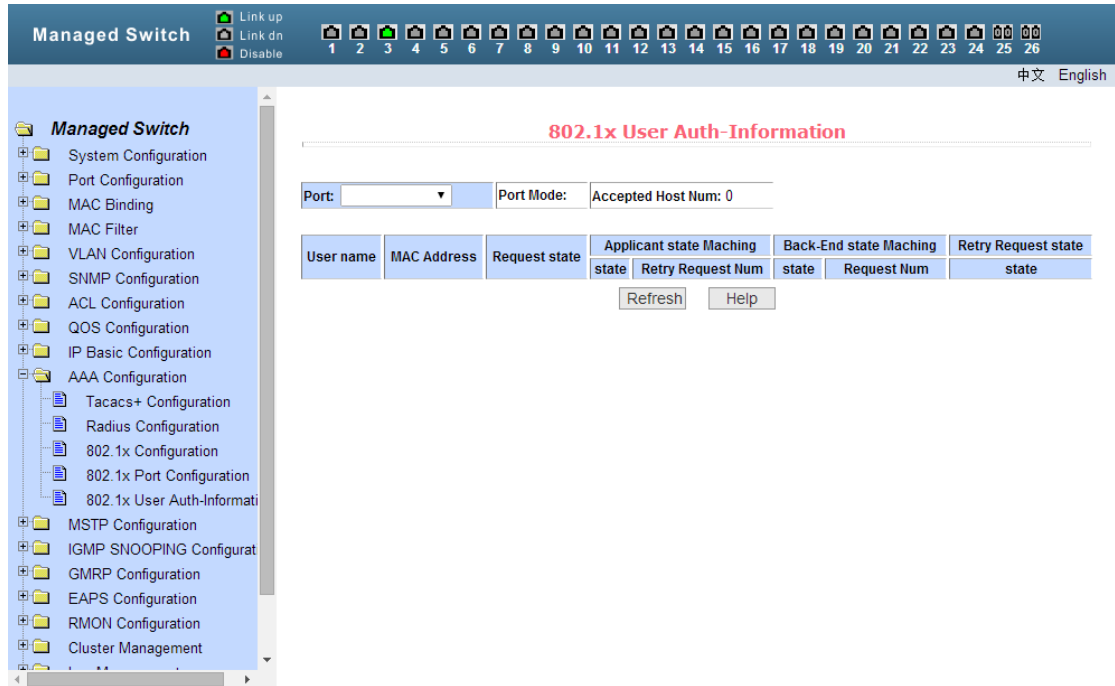 Managed Switch
Link up
Link dn
Disable
1 2 3 4 5 6 7 8 9 10 11 12 13 14 15 16 17 18 19 20 21 22 23 24 25 26
中文 English
Managed Switch
System Configuration
Port Configuration
MAC Binding
MAC Filter
VLAN Configuration
SNMP Configuration
ACL Configuration
QOS Configuration
IP Basic Configuration
AAA Configuration
Tacacs+ Configuration
Radius Configuration
802.1x Configuration
802.1x Port Configuration
802.1x User Auth-Informati
MSTP Configuration
IGMP SNOOPING Configurat
GMRP Configuration
EAPS Configuration
RMON Configuration
Cluster Management
802.1x User Auth-Information
Port: Port Mode: Accepted Host Num: 0
User name MAC Address Request state Applicant state Maching Back-End state Maching Retry Request state
state Retry Request Num state Request Num state
Refresh Help